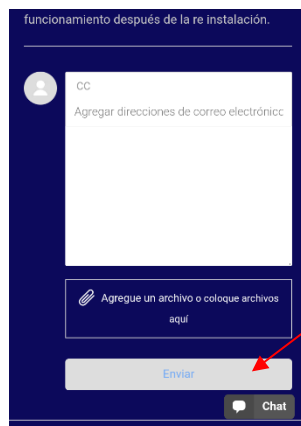 funcionamiento después de la re instalación.
CC
Agregar direcciones de correo electrónicc
Agregue un archivo o coloque archivos
aquí
Enviar
Chat